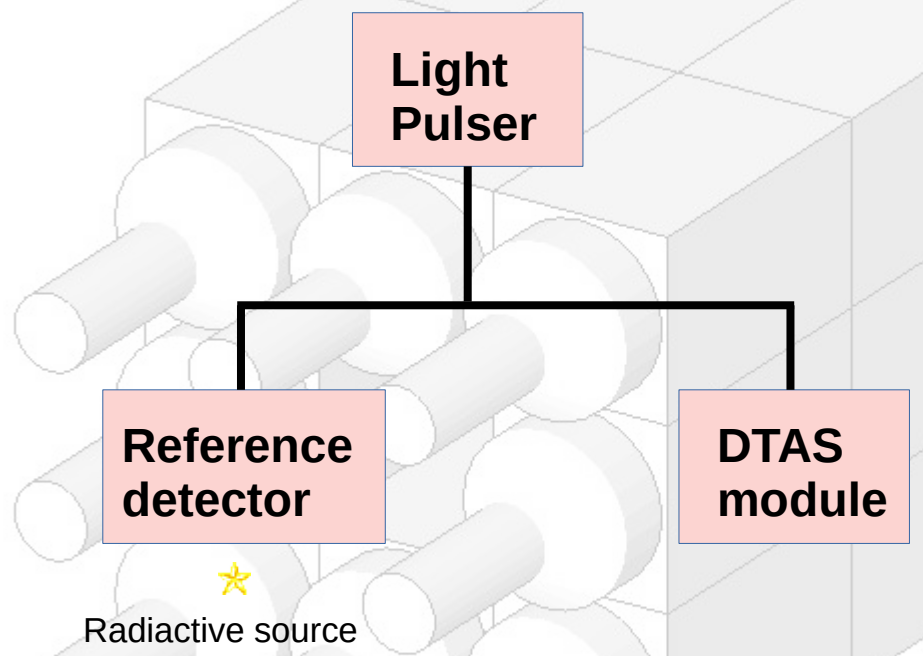 Light
Pulser
Reference
detector
DTAS
module
Radiactive source